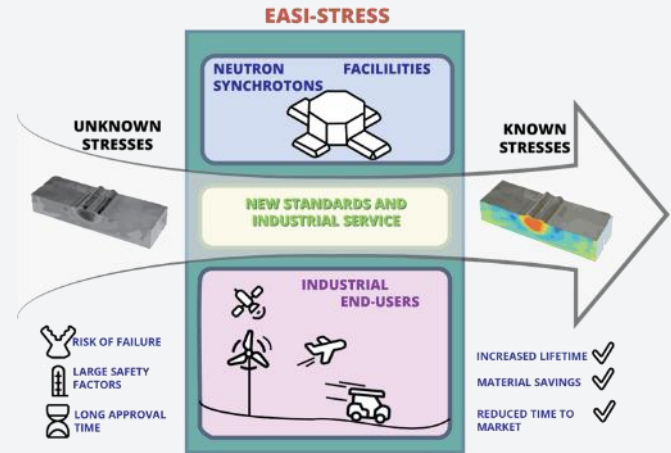 EASI-STRESS
NEUTRON FACILILITIES
SYNCHROTONS
UNKNOWN
STRESSES
KNOWN
STRESSES
NEW STANDARDS AND
INDUSTRIAL SERVICE
INDUSTRIAL
END-USERS
RISK OF FAILURE
LARGE SAFETY
FACTORS
LONG APPROVAL
TIME
INCREASED LIFETIME
MATERIAL SAVINGS
REDUCED TIME TO
MARKET